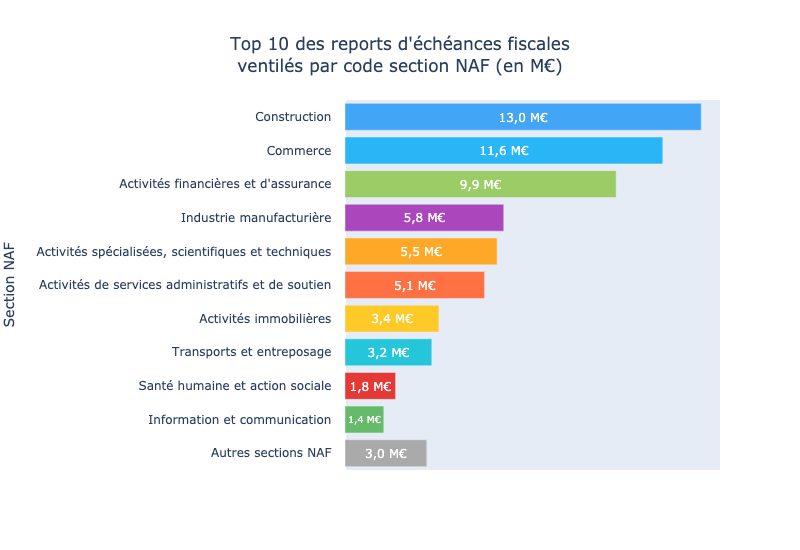 Top 10 des reports d'échéances fiscales
ventilés par code section NAF (en M€)
Section NAF
Construction 13,0 M€
Commerce 11,6 M€
Activités financières et d'assurance 9,9 M€
Industrie manufacturière 5,8 M€
Activités spécialisées, scientifiques et techniques 5,5 M€
Activités de services administratifs et de soutien 5,1 M€
Activités immobilières 3,4 M€
Transports et entreposage 3,2 M€
Santé humaine et action sociale 1,8 M€
Information et communication 1,4 M€
Autres sections NAF 3,0 M€